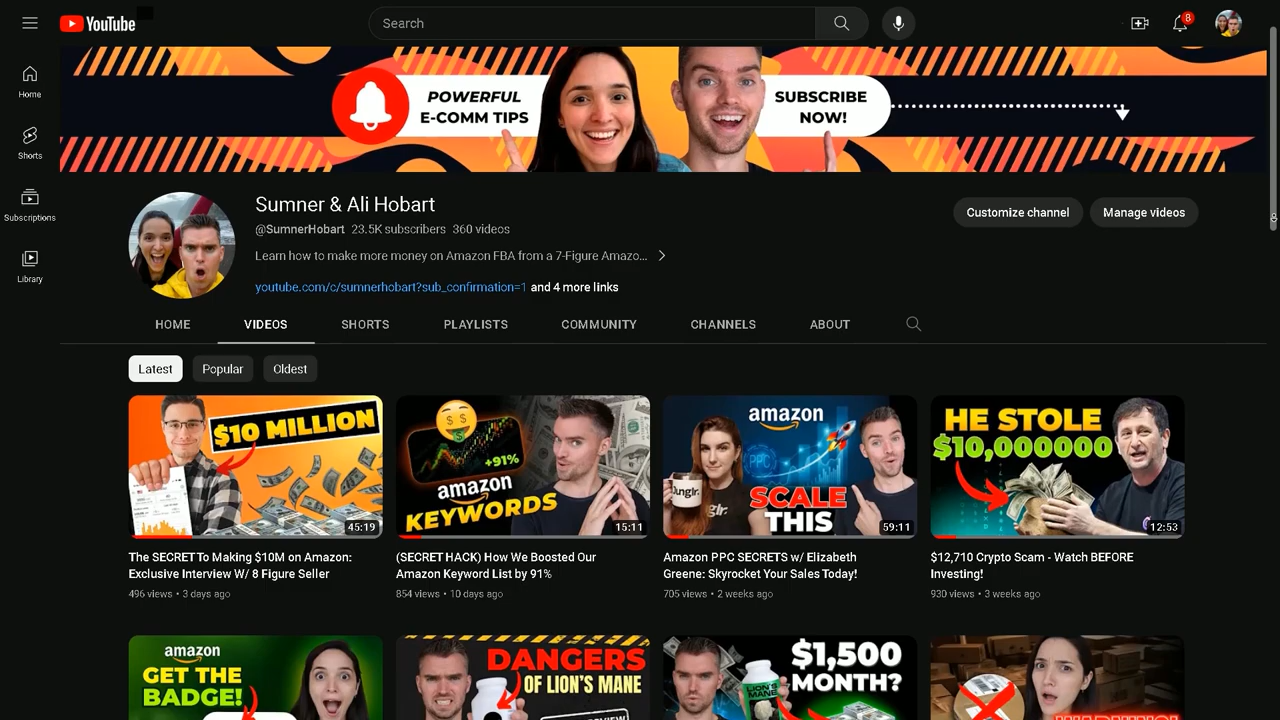 YouTube
Search
8
Home
Shorts
Subscriptions
Library
POWERFUL
E-COMM TIPS
SUBSCRIBE
NOW!
Sumner & Ali Hobart
@SumnerHobart 23.5K subscribers 360 videos
Learn how to make more money on Amazon FBA from a 7-Figure Amazo...
youtube.com/c/sumnerhobart?sub_confirmation=1 and 4 more links
Customize channel
Manage videos
HOME
VIDEOS
SHORTS
PLAYLISTS
COMMUNITY
CHANNELS
ABOUT
Latest
Popular
Oldest
$10 MILLION
45:19
+91%
amazon
KEYWORDS
15:11
amazon
PPC
Junglr.
SCALE
THIS
59:11
HE STOLE
$10,000000
12:53
The SECRET To Making $10M on Amazon:
Exclusive Interview W/ 8 Figure Seller
496 views • 3 days ago
(SECRET HACK) How We Boosted Our
Amazon Keyword List by 91%
854 views • 10 days ago
Amazon PPC SECRETS w/ Elizabeth
Greene: Skyrocket Your Sales Today!
705 views • 2 weeks ago
$12,710 Crypto Scam - Watch BEFORE
Investing!
930 views • 3 weeks ago
amazon
GET THE
BADGE!
DANGERS
OF LION'S MANE
$1,500
MONTH?
LION'S
MANE